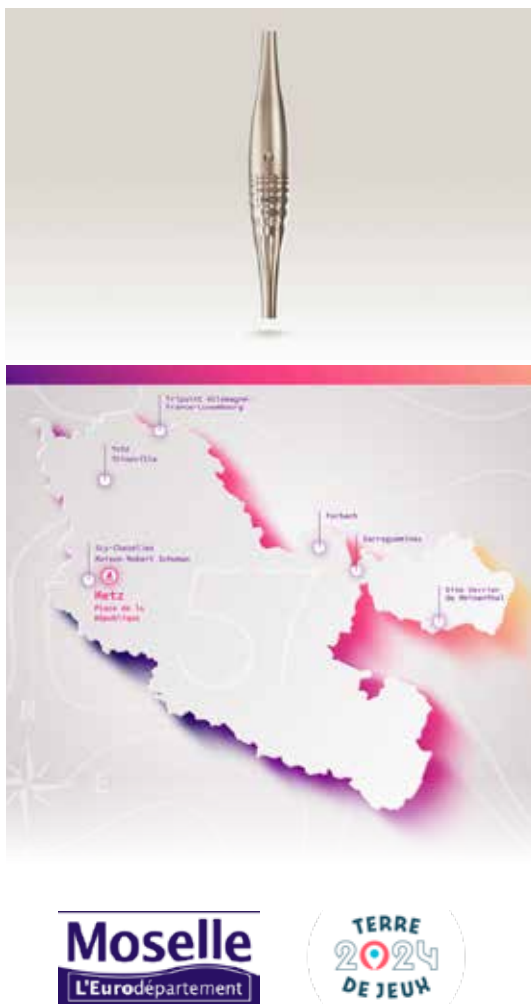 Tripoint Allemagne-
France-Luxembourg
Yutz
Thionville
Forbach
Sarreguemines
Scy-Chazelles
Maison Robert Schuman
Metz
Place de la
République
Site Verrier
de Meisenthal
57
N
E
Moselle
L'Eurodépartement
TERRE
2024
DE JEUX